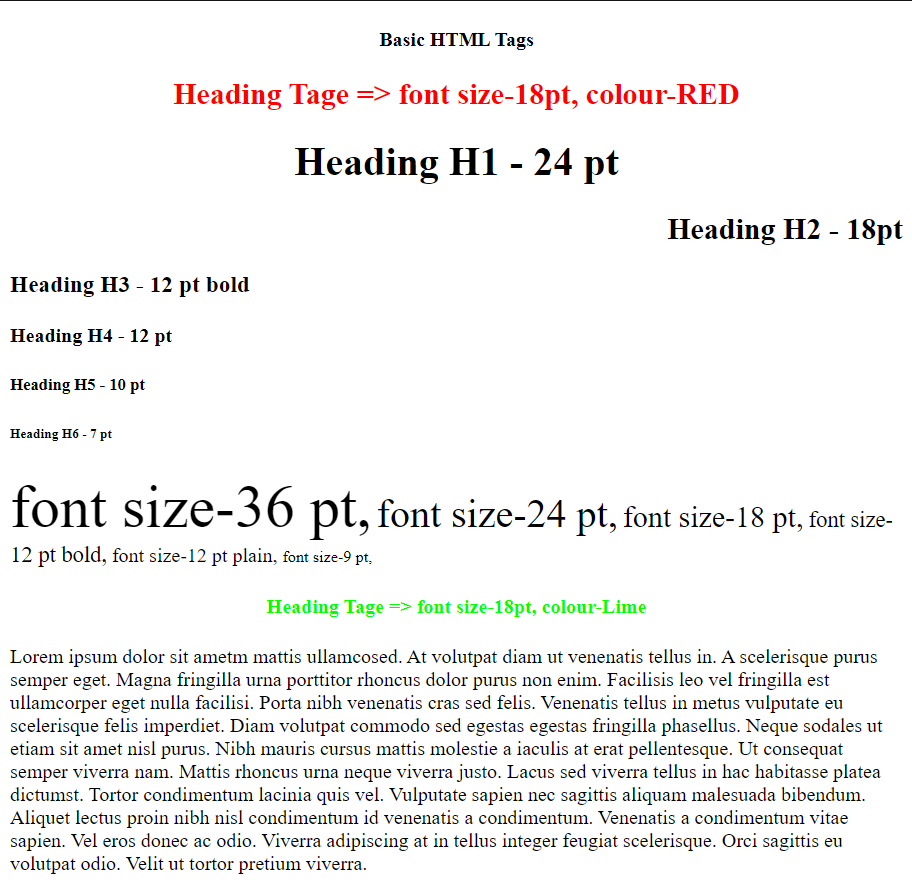 Basic HTML Tags
Heading Tage => font size-18pt, colour-RED
Heading H1 - 24 pt
Heading H2 - 18pt
Heading H3 - 12 pt bold
Heading H4 - 12 pt
Heading H5 - 10 pt
Heading H6 - 7 pt
font size-36 pt, font size-24 pt, font size-18 pt, font size-
12 pt bold, font size-12 pt plain, font size-9 pt,
Heading Tage => font size-18pt, colour-Lime
Lorem ipsum dolor sit ametm mattis ullamcosed. At volutpat diam ut venenatis tellus in. A scelerisque purus
semper eget. Magna fringilla urna porttitor rhoncus dolor purus non enim. Facilisis leo vel fringilla est
ullamcorper eget nulla facilisi. Porta nibh venenatis cras sed felis. Venenatis tellus in metus vulputate eu
scelerisque felis imperdiet. Diam volutpat commodo sed egestas egestas fringilla phasellus. Neque sodales ut
etiam sit amet nisl purus. Nibh mauris cursus mattis molestie a iaculis at erat pellentesque. Ut consequat
semper viverra nam. Mattis rhoncus urna neque viverra justo. Lacus sed viverra tellus in hac habitasse platea
dictumst. Tortor condimentum lacinia quis vel. Vulputate sapien nec sagittis aliquam malesuada bibendum.
Aliquet lectus proin nibh nisl condimentum id venenatis a condimentum. Venenatis a condimentum vitae
sapien. Vel eros donec ac odio. Viverra adipiscing at in tellus integer feugiat scelerisque. Orci sagittis eu
volutpat odio. Velit ut tortor pretium viverra.